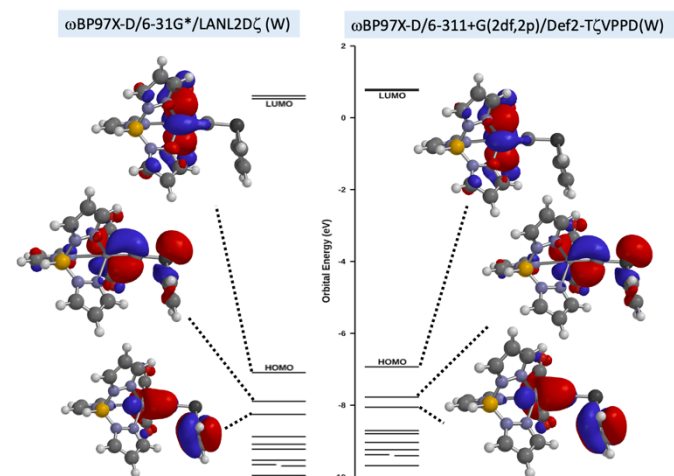 ωBP97X-D/6-31G*/LANL2Dζ (W)
ωBP97X-D/6-311+G(2df,2p)/Def2-TζVPPD(W)
LUMO
HOMO
Orbital Energy (eV)
2
0
-2
-4
-6
-8
-10
LUMO
HOMO